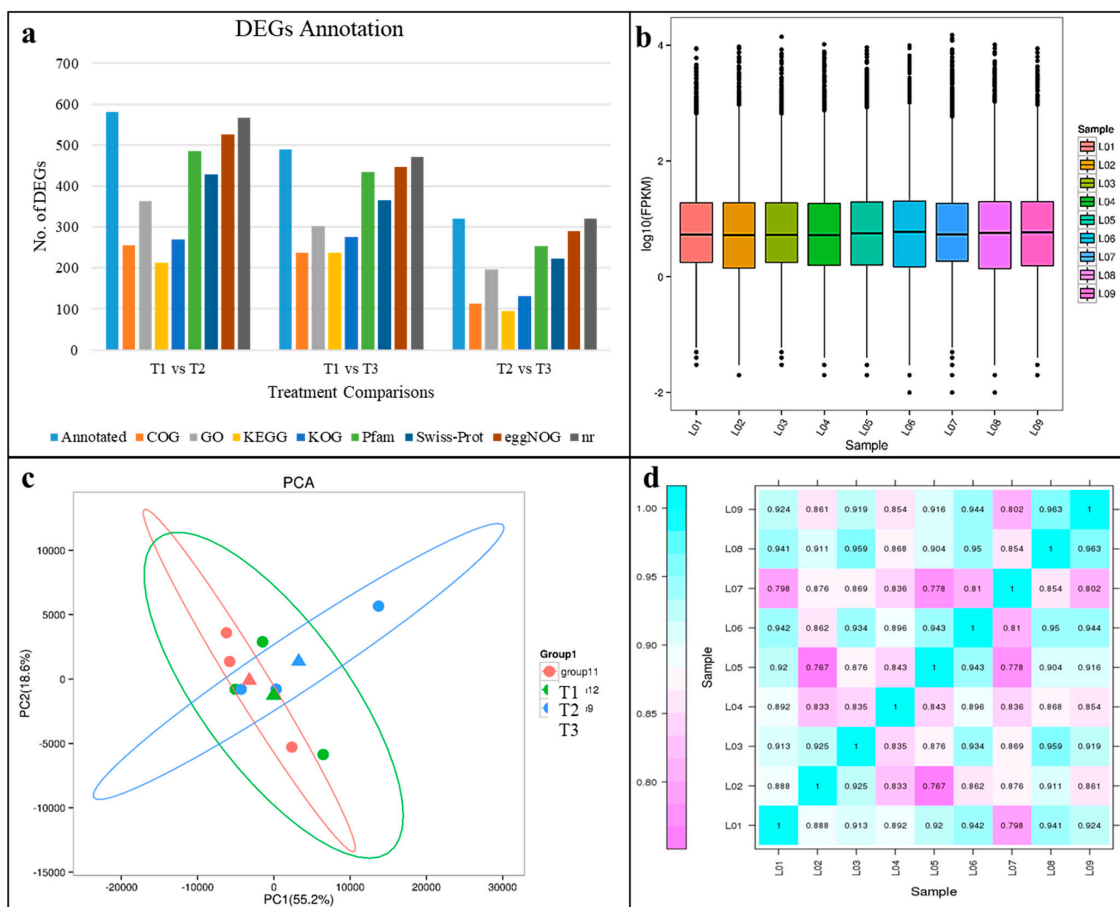 a
DEGs Annotation
700
600
500
400
300
200
100
0
No. of DEGs
T1 vs T2
T1 vs T3
T2 vs T3
Treatment Comparisons
Annotated COG GO KEGG KOG Pfam Swiss-Prot eggNOG nr
b
4
2
0
-2
log10(FPKM)
L01 L02 L03 L04 L05 L06 L07 L08 L09
Sample
Sample
L01
L02
L03
L04
L05
L06
L07
L08
L09
c
PCA
10000
5000
0
-5000
-10000
-15000
PC2(18.6%)
-20000 -10000 0 10000 20000 30000
PC1(55.2%)
Group1
group11
T1 12
T2 9
T3
d
1.00
0.95
0.90
0.85
0.80
Sample
L09 0.924 0.861 0.919 0.854 0.916 0.944 0.802 0.963 1
L08 0.941 0.911 0.959 0.868 0.904 0.95 0.854 1 0.963
L07 0.798 0.876 0.869 0.836 0.778 0.81 1 0.854 0.802
L06 0.942 0.862 0.934 0.896 0.943 1 0.81 0.95 0.944
L05 0.92 0.767 0.876 0.843 1 0.943 0.778 0.904 0.916
L04 0.892 0.833 0.835 1 0.843 0.896 0.836 0.868 0.854
L03 0.913 0.925 1 0.835 0.876 0.934 0.869 0.959 0.919
L02 0.888 1 0.925 0.833 0.767 0.862 0.876 0.911 0.861
L01 1 0.888 0.913 0.892 0.92 0.942 0.798 0.941 0.924
L01 L02 L03 L04 L05 L06 L07 L08 L09
Sample